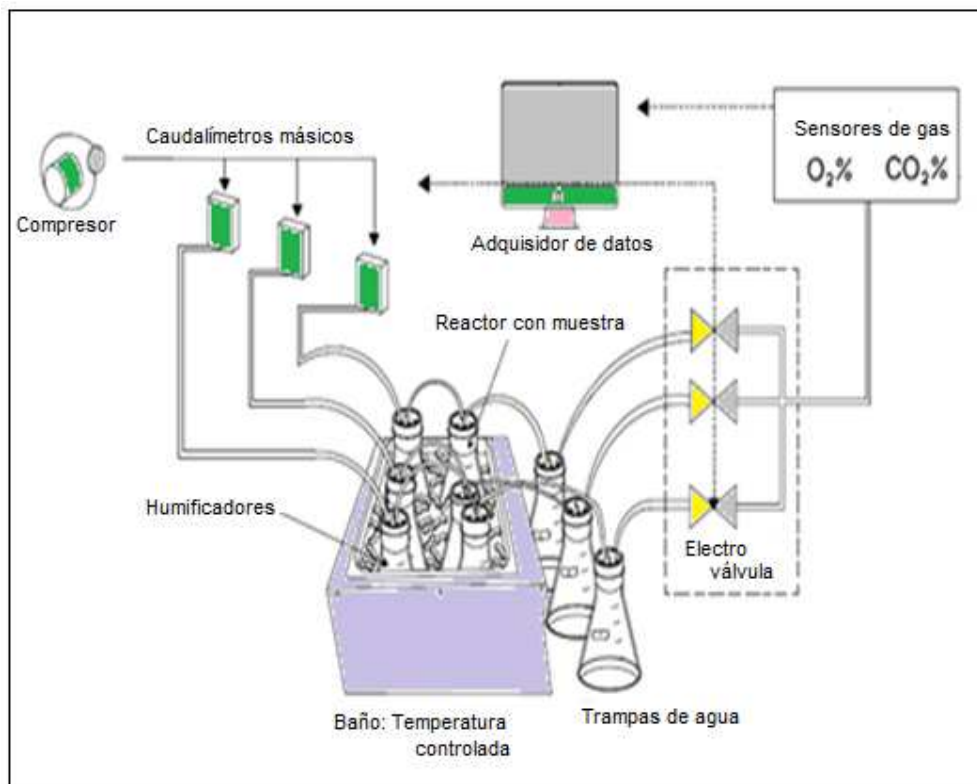 Caudalímetros másicos
Compresor
Sensores de gas
O₂% CO₂%
Adquisidor de datos
Reactor con muestra
Humificadores
Electro
válvula
Baño: Temperatura
controlada
Trampas de agua